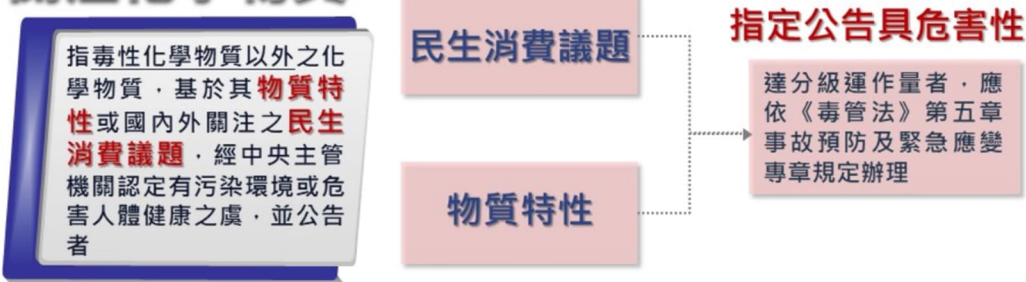 指毒性化學物質以外之化
學物質，基於其物質特
性或國內外關注之民生
消費議題，經中央主管
機關認定有污染環境或危
害人體健康之虞，並公告
者
民生消費議題
物質特性
指定公告具危害性
達分級運作量者，應
依《毒管法》第五章
事故預防及緊急應變
專章規定辦理